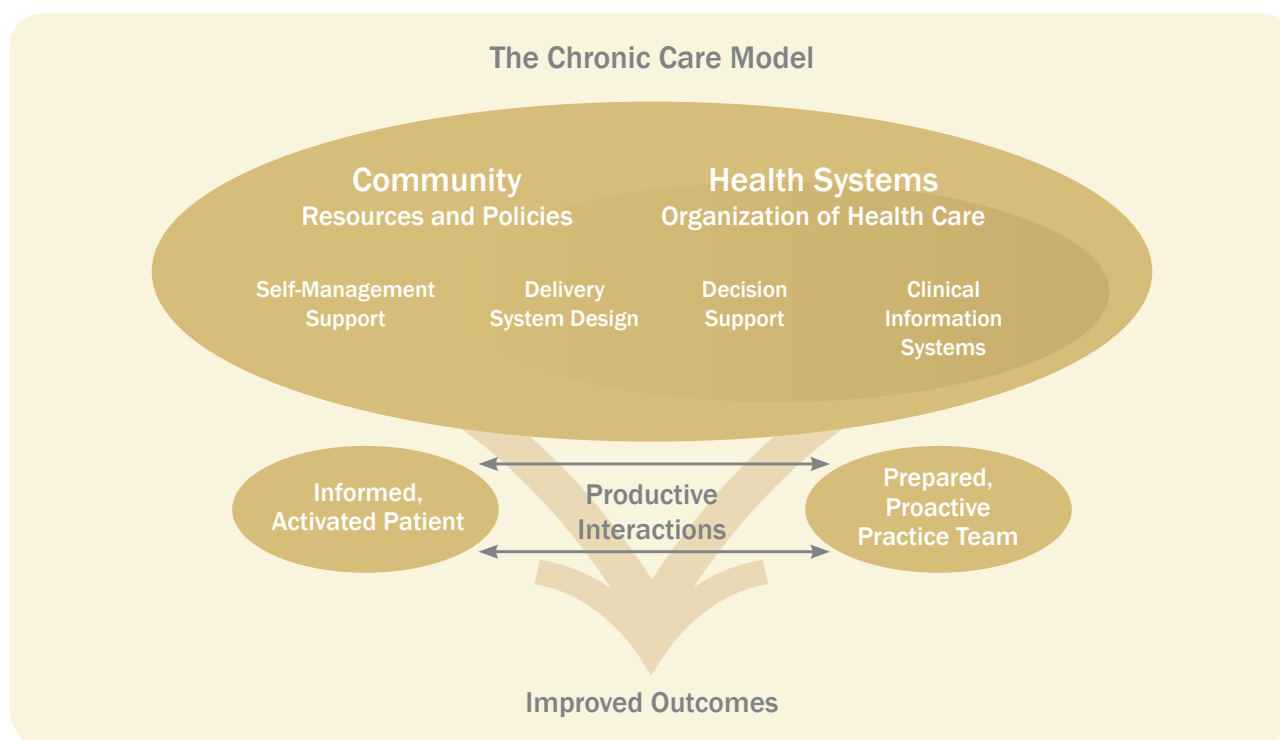 The Chronic Care Model
Community
Resources and Policies
Health Systems
Organization of Health Care
Self-Management
Support
Delivery
System Design
Decision
Support
Clinical
Information
Systems
Informed,
Activated Patient
Productive
Interactions
Prepared,
Proactive
Practice Team
Improved Outcomes